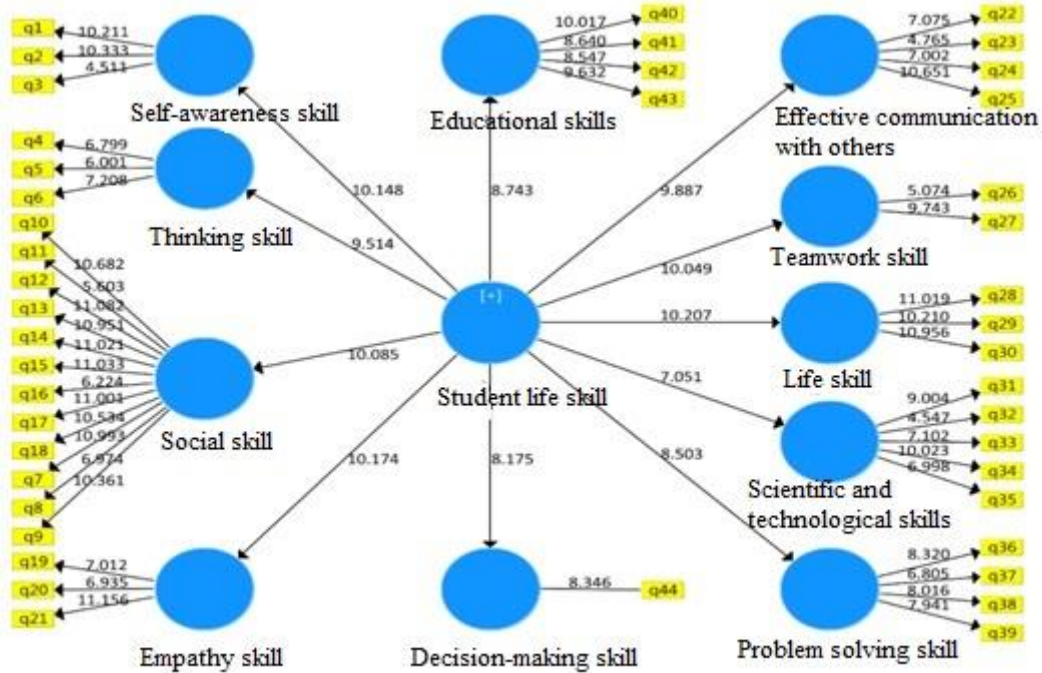 q1
10.211
q2
10.333
q3
4.511
Self-awareness skill
q40
10.017
q41
8.640
q42
8.547
q43
9.632
Educational skills
q22
7.075
q23
4.765
q24
7.002
q25
10.651
Effective communication
with others
q4
6.799
q5
6.001
q6
7.208
Thinking skill
10.148
8.743
9.887
9.514
q26
5.074
q27
9.743
Teamwork skill
10.049
q10
q11
q12
q13
q14
q15
q16
q17
q18
q7
q8
q9
10.682
5.603
11.082
10.951
11.021
11.033
6.224
11.001
10.534
10.993
6.974
10.361
Social skill
10.085
[+]
Student life skill
10.207
q28
11.019
q29
10.210
q30
10.956
Life skill
7.051
q31
9.004
q32
4.547
q33
7.102
q34
10.023
q35
6.998
Scientific and
technological skills
10.174
8.175
8.503
q19
7.012
q20
6.935
q21
11.156
Empathy skill
8.346
q44
Decision-making skill
q36
8.320
q37
6.805
q38
8.016
q39
7.941
Problem solving skill